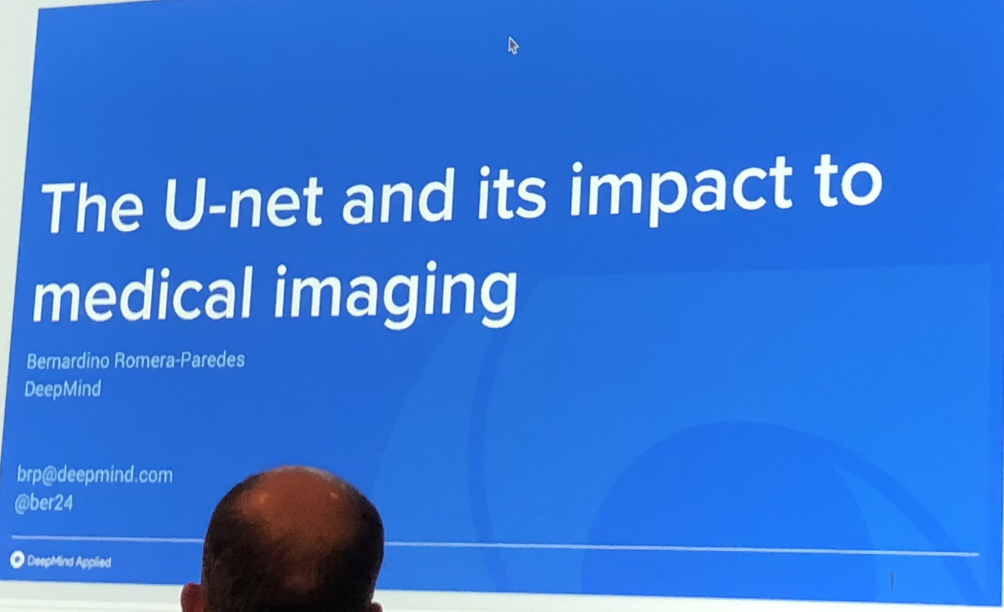 The U-net and its impact to
medical imaging
Bernardino Romera-Paredes
DeepMind
brp@deepmind.com
@ber24
DeepMind Applied
1